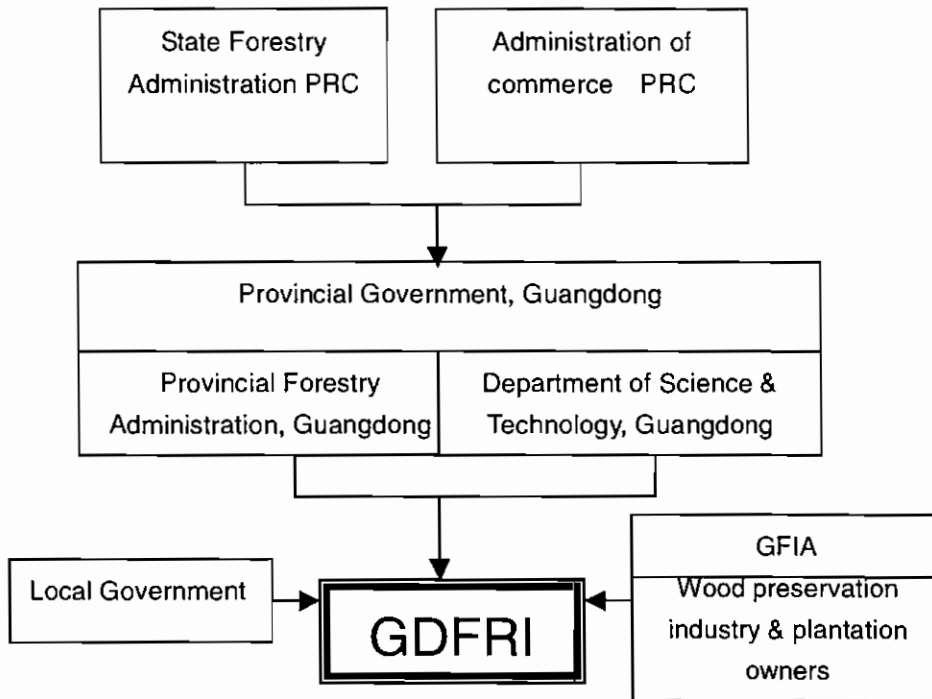 State Forestry
Administration PRC
Administration of
commerce PRC
Provincial Government, Guangdong
Provincial Forestry
Administration, Guangdong
Department of Science &
Technology, Guangdong
Local Government
GDFRI
GFIA
Wood preservation
industry & plantation
owners